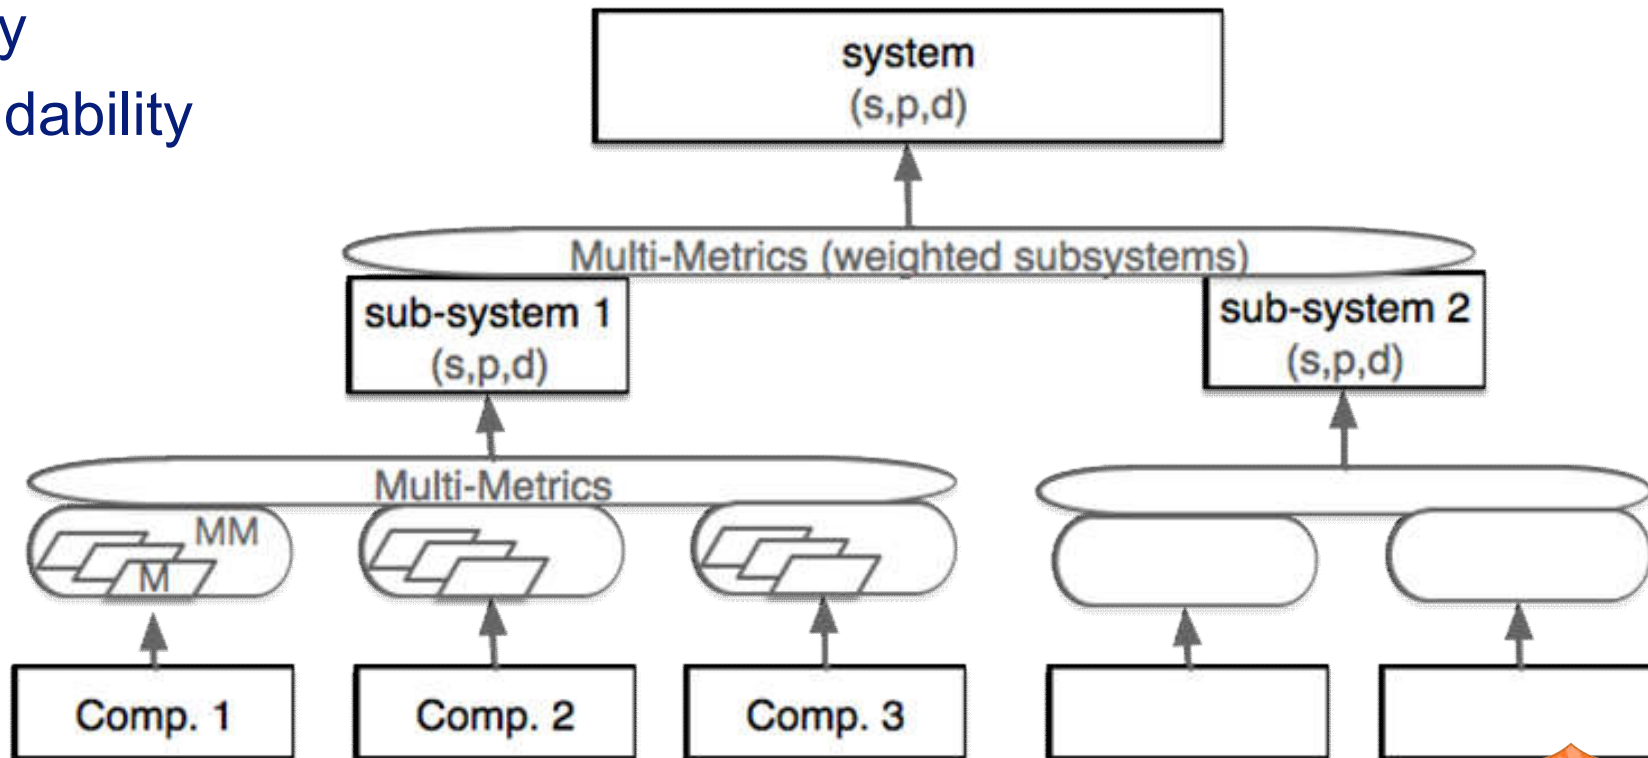 y
dability
system
(s,p,d)
Multi-Metrics (weighted subsystems)
sub-system 1
(s,p,d)
sub-system 2
(s,p,d)
Multi-Metrics
MM
M
Comp. 1
Comp. 2
Comp. 3